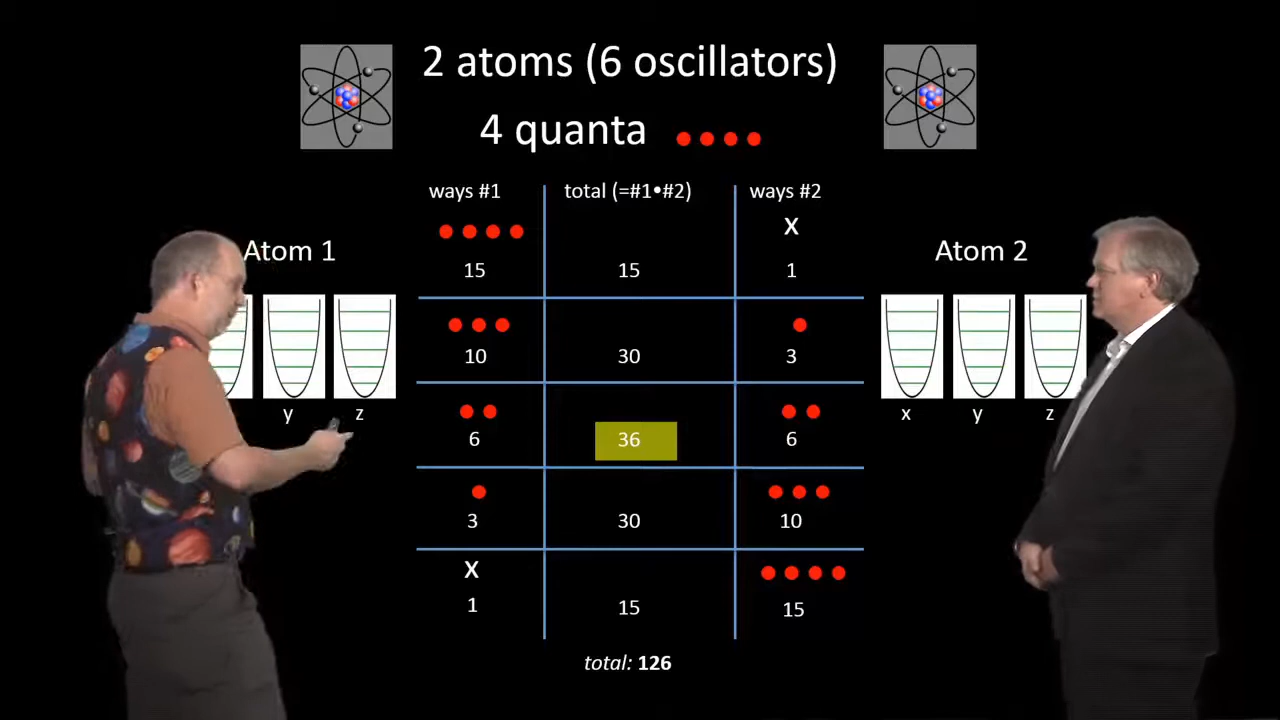 2 atoms (6 oscillators)
4 quanta
ways #1 total (=#1•#2) ways #2
X
Atom 1
Atom 2
15 15 1
10 30 3
y z
x y z
6 36 6
3 30 10
X
1 15 15
total: 126